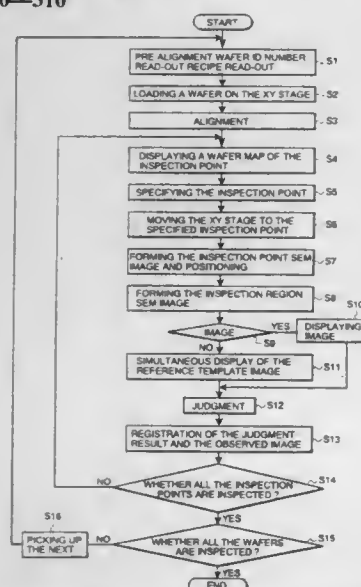 START
PRE ALIGNMENT WAFER ID NUMBER
READ-OUT RECIPE READ-OUT
S1
LOADING A WAFER ON THE XY STAGE
S2
ALIGNMENT
S3
DISPLAYING A WAFER MAP OF THE
INSPECTION POINT
S4
SPECIFYING THE INSPECTION POINT
S5
MOVING THE XY STAGE TO THE
SPECIFIED INSPECTION POINT
S6
FORMING THE INSPECTION POINT SEM
IMAGE AND POSITIONING
S7
FORMING THE INSPECTION REGION
SEM IMAGE
S8
IMAGE
S9
YES
S10
DISPLAYING
IMAGE
NO
SIMULTANEOUS DISPLAY OF THE
REFERENCE TEMPLATE IMAGE
S11
JUDGMENT
S12
REGISTRATION OF THE JUDGMENT
RESULT AND THE OBSERVED IMAGE
S13
NO
WHETHER ALL THE INSPECTION
POINTS ARE INSPECTED ?
S14
YES
S16
PICKING UP
THE NEXT
NO
WHETHER ALL THE WAFERS
ARE INSPECTED ?
S15
YES
END